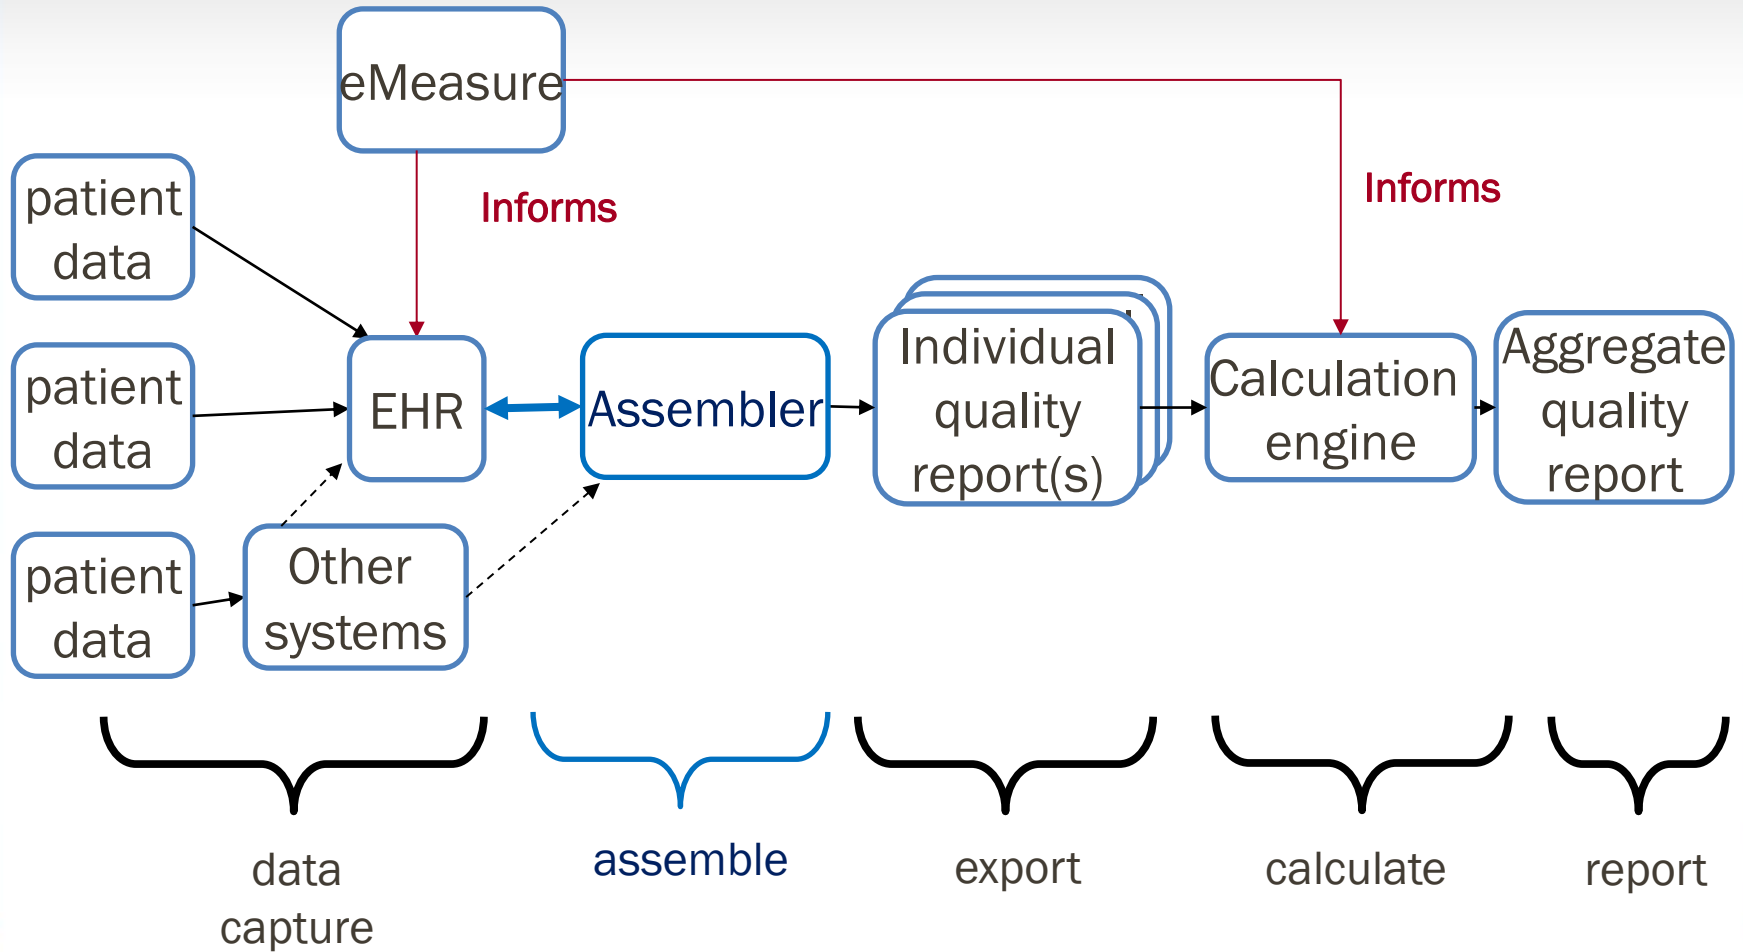 eMeasure
Informs
Informs
patient
data
patient
data
patient
data
EHR
Other
systems
Assembler
Individual
quality
report(s)
Calculation
engine
Aggregate
quality
report
data
capture
assemble
export
calculate
report